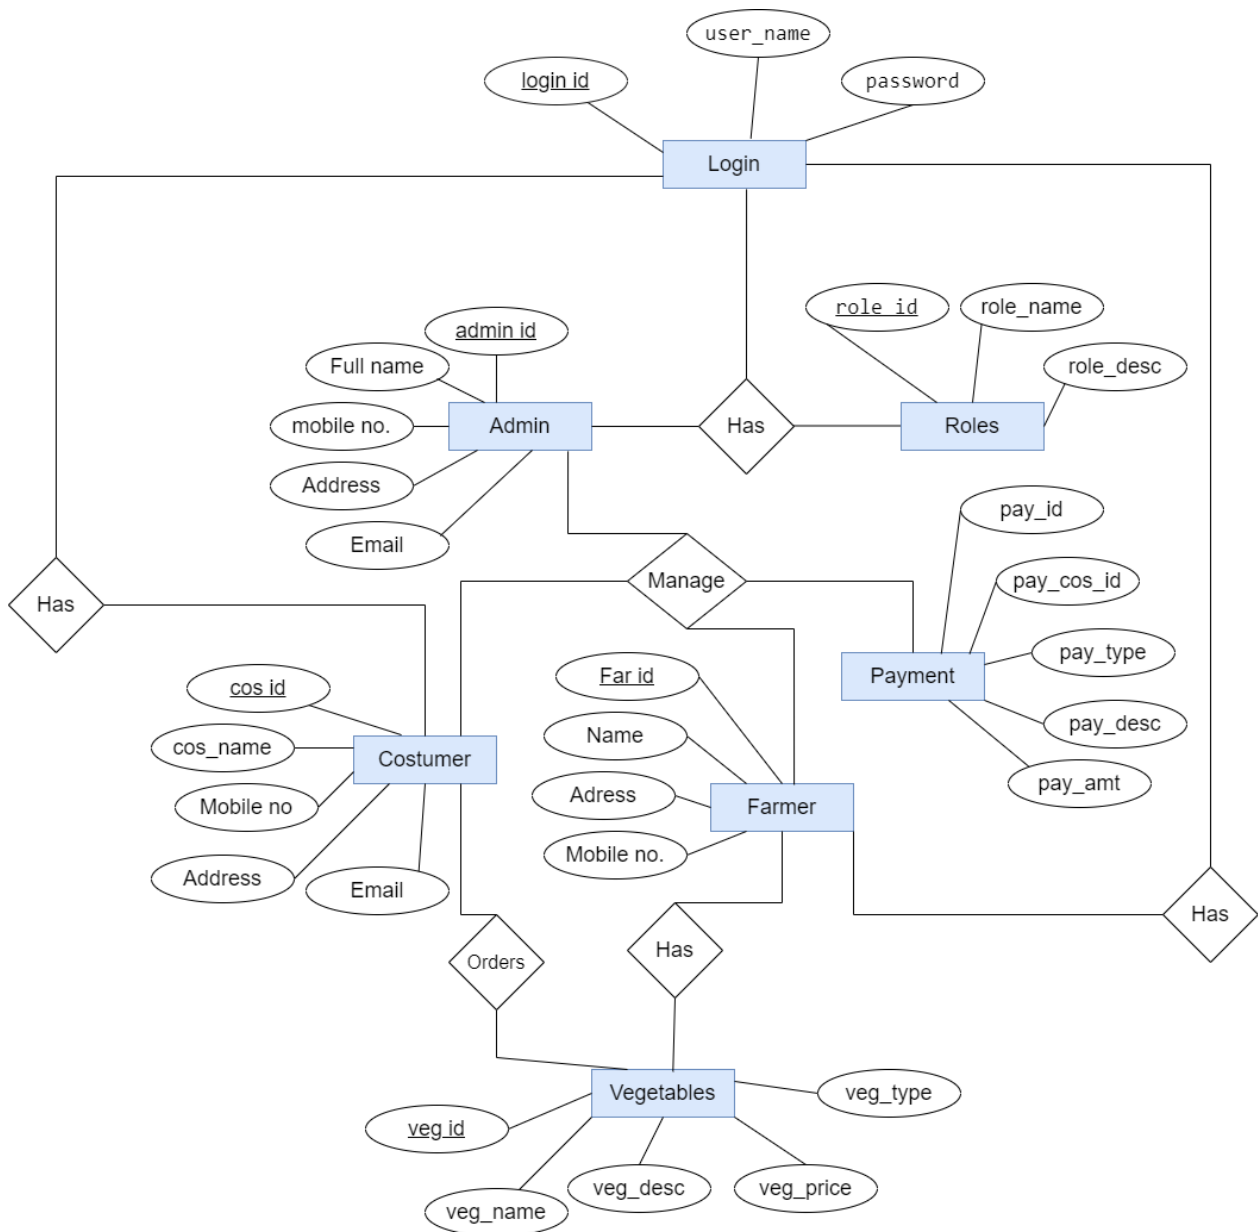 user_name
login id
password
Login
admin id
role id
role_name
Full name
role_desc
mobile no.
Admin
Has
Roles
Address
pay_id
Email
Manage
pay_cos_id
Has
pay_type
Far id
Payment
cos id
pay_desc
Name
cos_name
Costumer
pay_amt
Adress
Farmer
Mobile no
Mobile no.
Address
Email
Has
Has
Orders
Vegetables
veg_type
veg id
veg_desc
veg_price
veg_name